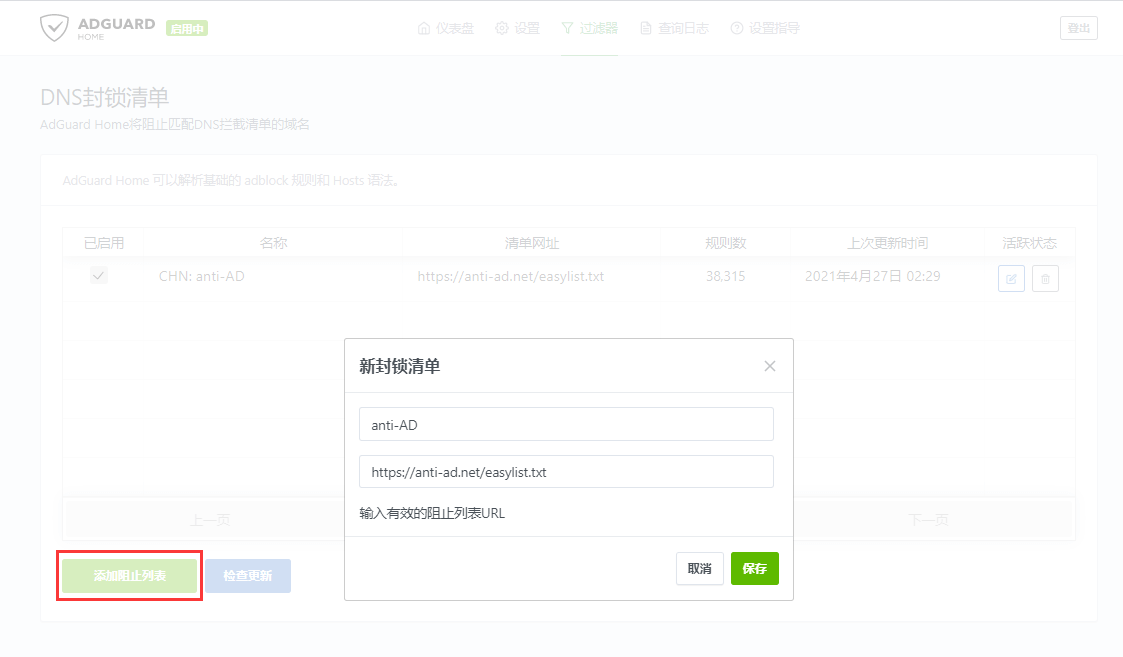 ADGUARD
HOME
启用中
仪表盘 设置 过滤器 查询日志 设置指导
登出
DNS封锁清单
AdGuard Home将阻止匹配DNS拦截清单的域名
AdGuard Home 可以解析基础的 adblock 规则和 Hosts 语法。
已启用 名称 清单网址 规则数 上次更新时间 活跃状态
CHN: anti-AD https://anti-ad.net/easylist.txt 38,315 2021年4月27日 02:29
新封锁清单
anti-AD
https://anti-ad.net/easylist.txt
输入有效的阻止列表URL
上一页 下一页
取消 保存
添加阻止列表 检查更新